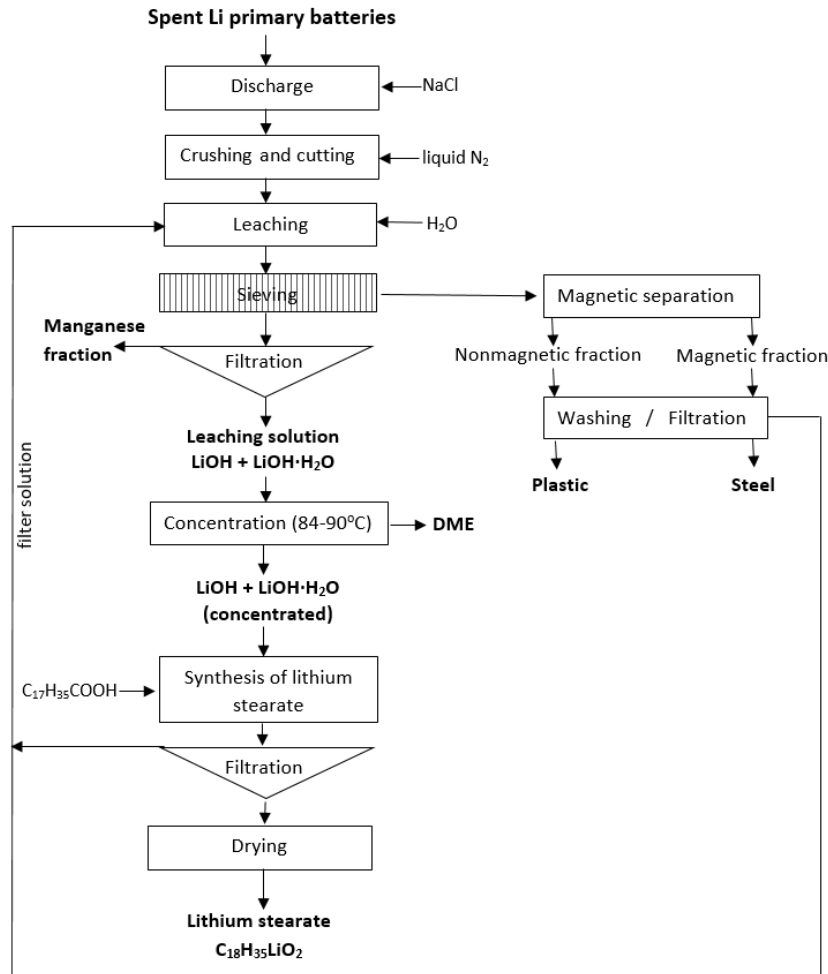 Spent Li primary batteries
Discharge
NaCl
Crushing and cutting
liquid N₂
Leaching
H₂O
Sieving
Magnetic separation
Manganese
fraction
Filtration
Nonmagnetic fraction
Magnetic fraction
Washing / Filtration
Leaching solution
LiOH + LiOH·H₂O
Plastic
Steel
filter solution
Concentration (84-90⁰C)
DME
LiOH + LiOH·H₂O
(concentrated)
C₁₇H₃₅COOH
Synthesis of lithium
stearate
Filtration
Drying
Lithium stearate
C₁₈H₃₅LiO₂